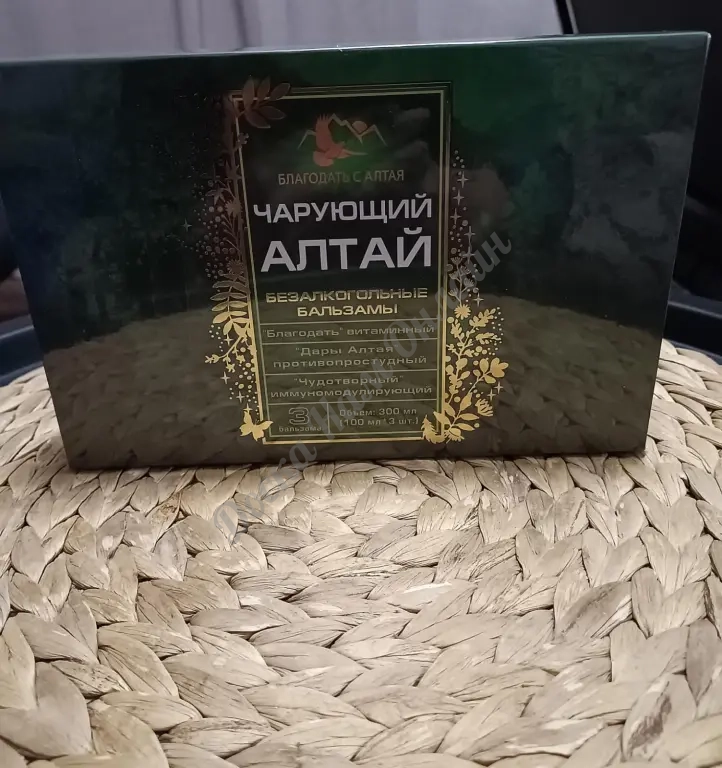 БЛАГОДАТЬ С АЛТАЯ
ЧАРУЮЩИЙ
АЛТАЙ
БЕЗАЛКОГОЛЬНЫЕ
БАЛЬЗАМЫ
"Благодать" витаминный
"Дары Алтая"
противопростудный
"Чудотворный"
иммуномодулирующий
3
бальзама
Объем: 300 мл
(100 мл*3 шт.)